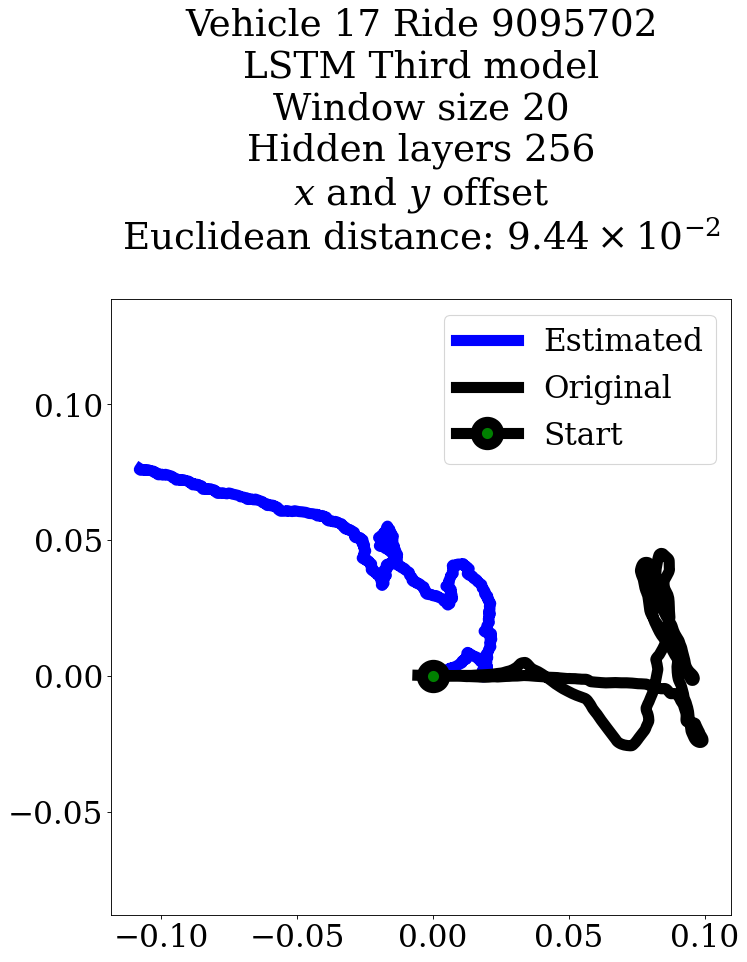 Vehicle 17 Ride 9095702
LSTM Third model
Window size 20
Hidden layers 256
x and y offset
Euclidean distance: 9.44 × 10⁻²
Estimated
Original
Start
0.10
0.05
0.00
−0.05
−0.10 −0.05 0.00 0.05 0.10